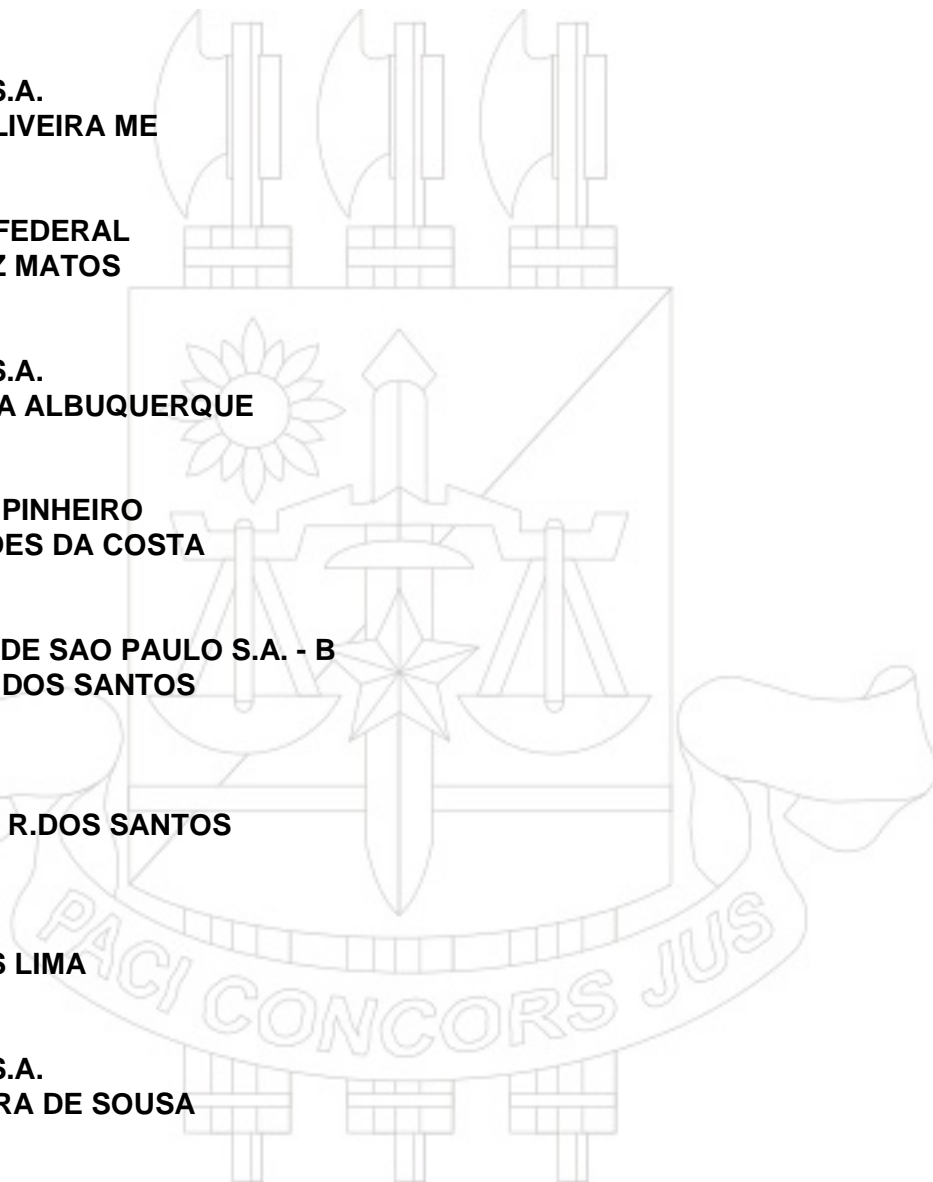 S.A.
LIVEIRA ME
FEDERAL
Z MATOS
S.A.
A ALBUQUERQUE
PINHEIRO
DES DA COSTA
DE SAO PAULO S.A. - B
DOS SANTOS
R.DOS SANTOS
S LIMA
PACI CONCORS JUS
S.A.
RA DE SOUSA